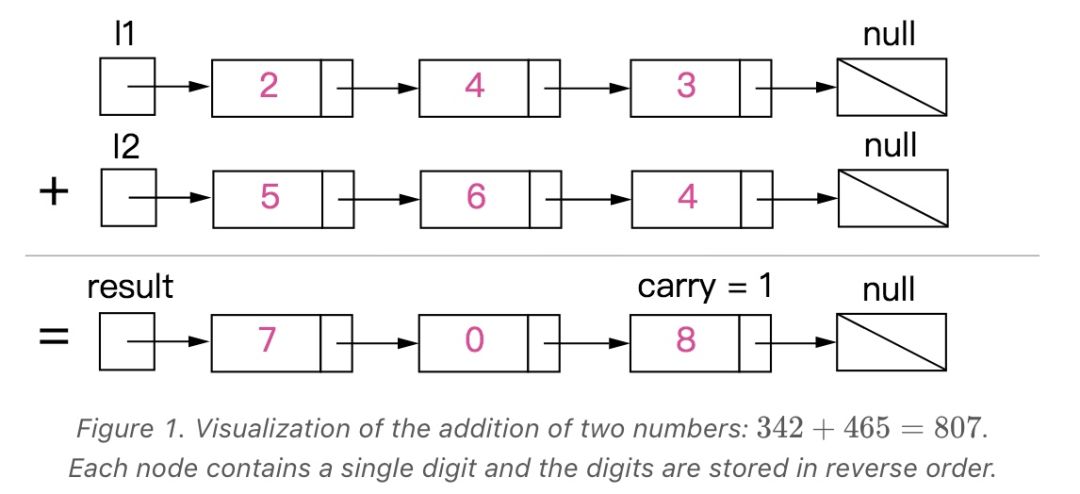 l1 null
2 4 3
l2 null
+ 5 6 4
result carry = 1 null
= 7 0 8
Figure 1. Visualization of the addition of two numbers: 342 + 465 = 807.
Each node contains a single digit and the digits are stored in reverse order.